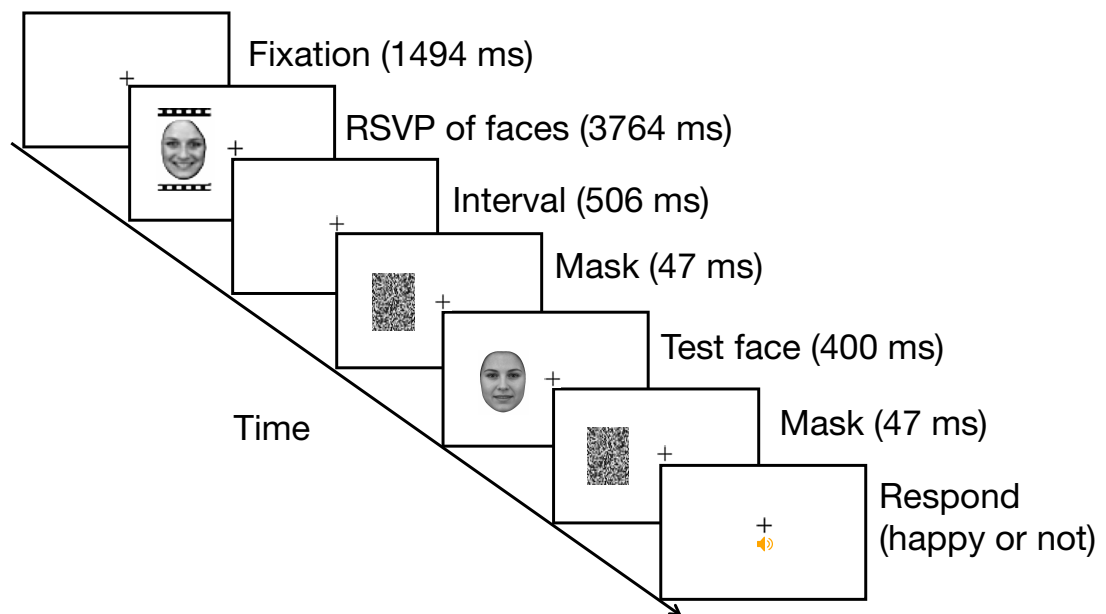 Fixation (1494 ms)
RSVP of faces (3764 ms)
Interval (506 ms)
Mask (47 ms)
Test face (400 ms)
Mask (47 ms)
Respond
(happy or not)
Time